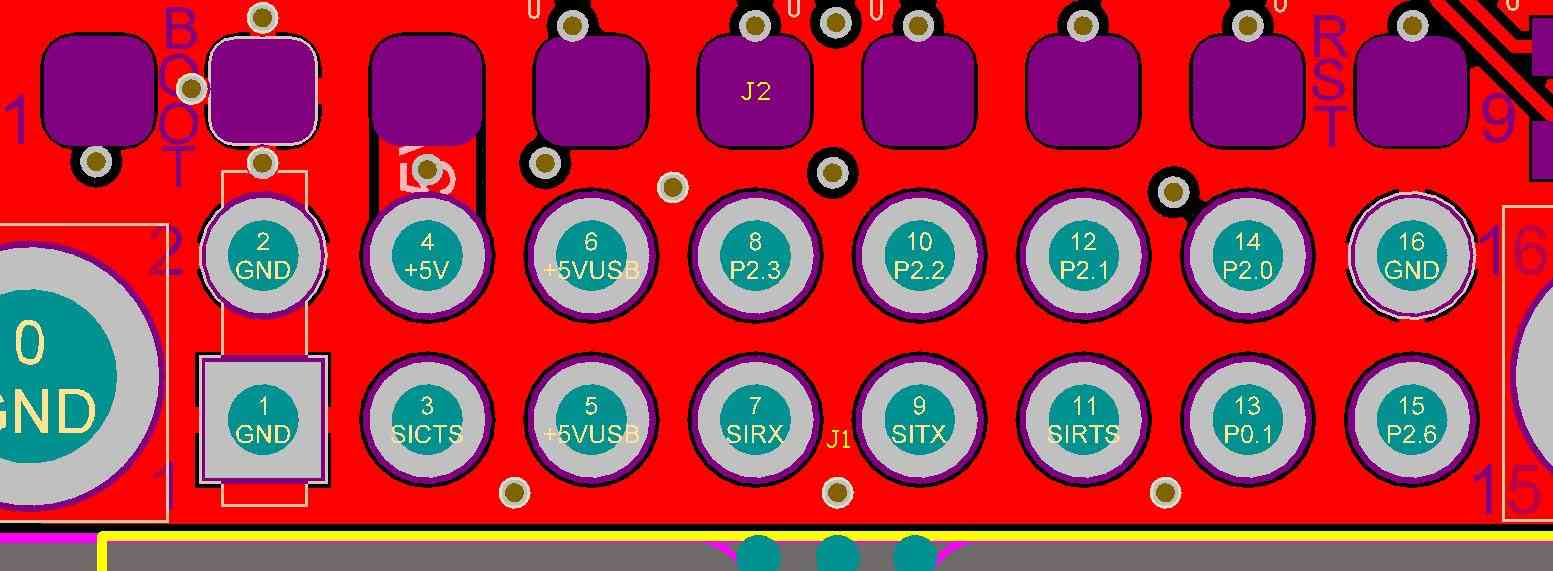 BOOT
RST
1
J2
9
5V
2
2
GND
4
+5V
6
+5VUSB
8
P2.3
10
P2.2
12
P2.1
14
P2.0
16
GND
16
0
GND
1
GND
3
SICTS
5
+5VUSB
7
SIRX
J1
9
SITX
11
SIRTS
13
P0.1
15
P2.6
1
15